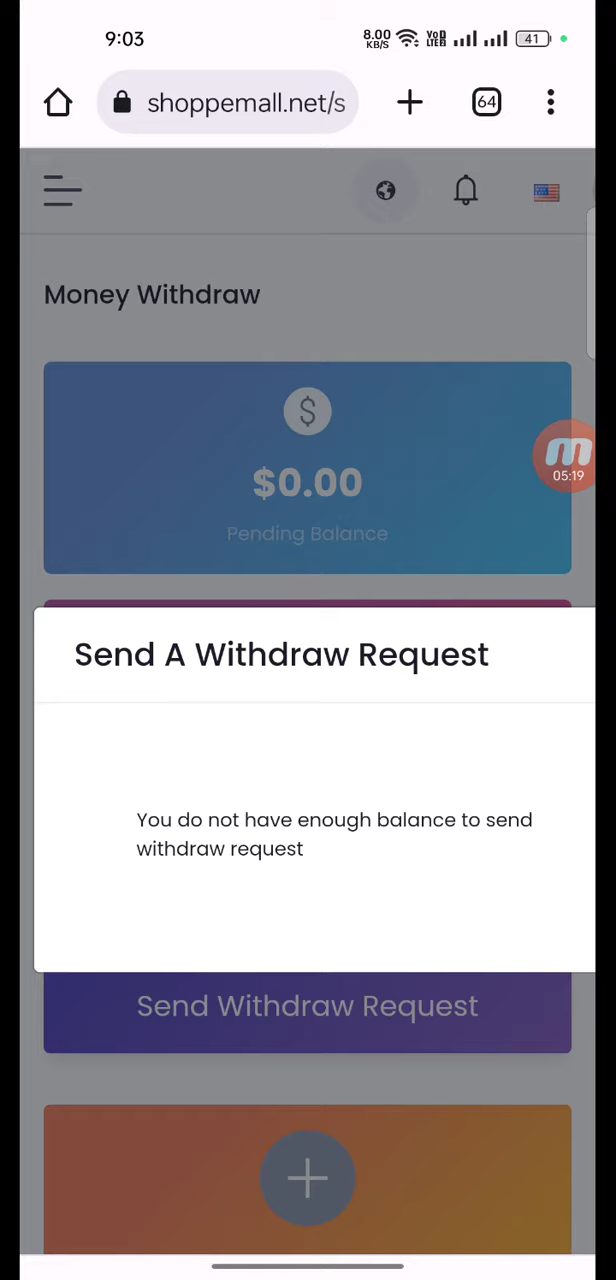 9:03
8.00
KB/S
VoD
LTE2
41
shoppemall.net/s
64
Money Withdraw
$
$0.00
Pending Balance
05:19
Send A Withdraw Request
You do not have enough balance to send
withdraw request
Send Withdraw Request